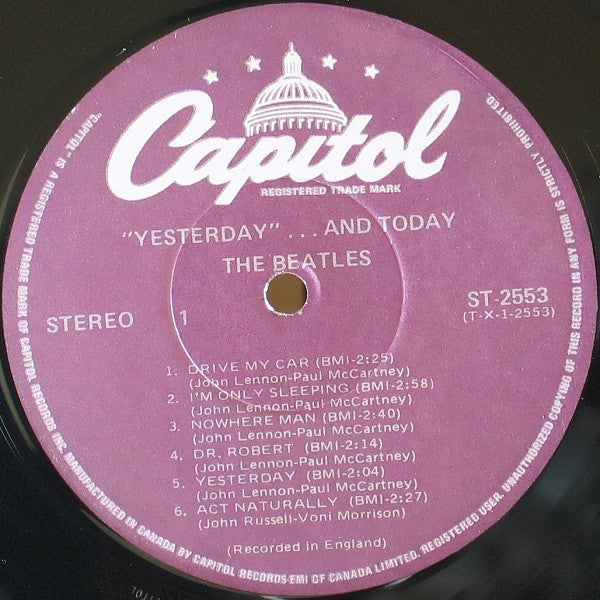 Capitol
REGISTERED TRADE MARK
"YESTERDAY" . . . AND TODAY
THE BEATLES
STEREO 1
ST-2553
(T-X-1-2553)
1. DRIVE MY CAR (BMI-2:25)
(John Lennon-Paul McCartney)
2. I'M ONLY SLEEPING (BMI-2:58)
(John Lennon-Paul McCartney)
3. NOWHERE MAN (BMI-2:40)
(John Lennon-Paul McCartney)
4. DR. ROBERT (BMI-2:14)
(John Lennon-Paul McCartney)
5. YESTERDAY (BMI-2:04)
(John Lennon-Paul McCartney)
6. ACT NATURALLY (BMI-2:27)
(John Russell-Voni Morrison)
(Recorded in England)
"CAPITOL" IS A REGISTERED TRADE MARK OF CAPITOL RECORDS INC. MANUFACTURED IN CANADA BY CAPITOL RECORDS-EMI OF CANADA LIMITED. REGISTERED USER. UNAUTHORIZED COPYING OF THIS RECORD IN ANY FORM IS STRICTLY PROHIBITED.